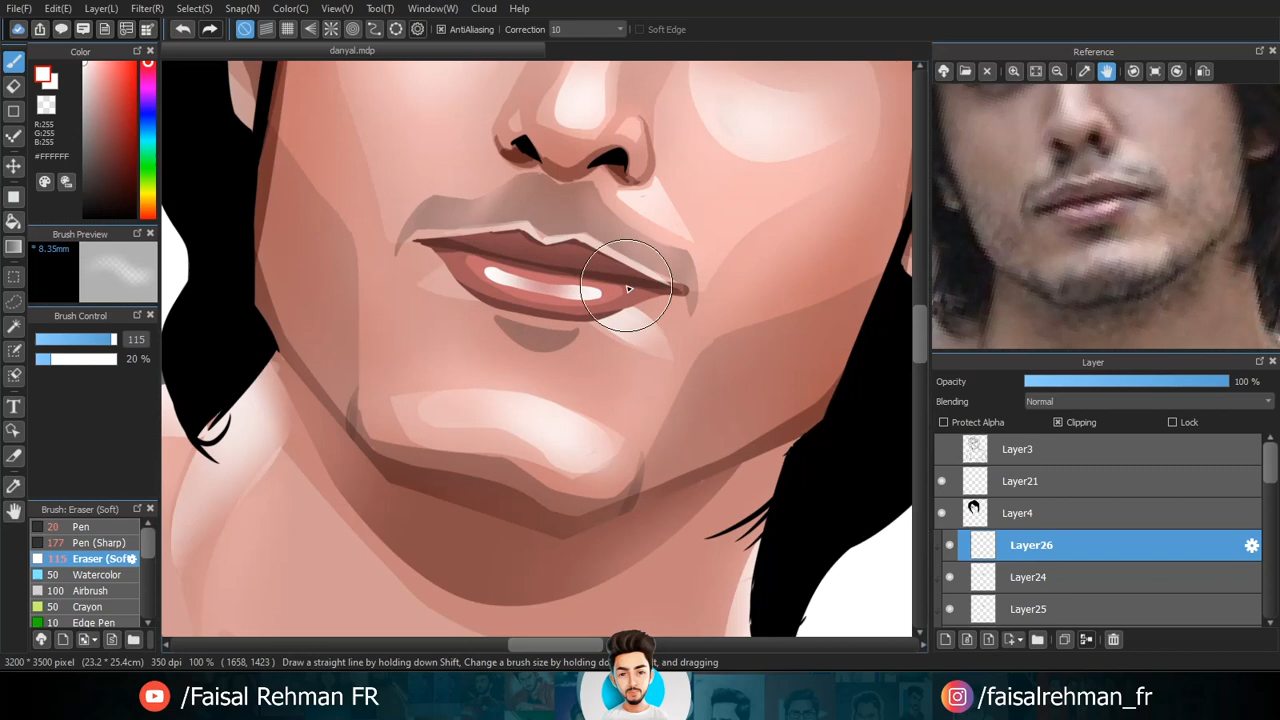 File(F) Edit(E) Layer(L) Filter(R) Select(S) Snap(N) Color(C) View(V) Tool(T) Window(W) Cloud Help
AntiAliasing Correction 10 Soft Edge
Color
danyal.mdp
Reference
R:255
G:255
B:255
#FFFFFF
Brush Preview
* 8.35mm
Brush Control
115
20 %
Layer
Opacity 100 %
Blending Normal
Protect Alpha Clipping Lock
Layer3
Layer21
Layer4
Layer26
Layer24
Layer25
Brush: Eraser (Soft)
20 Pen
177 Pen (Sharp)
115 Eraser (Sof
50 Watercolor
100 Airbrush
50 Crayon
10 Edge Pen
T
3200 * 3500 pixel (23.2 * 25.4cm) 350 dpi 100 % ( 1658, 1423 ) Draw a straight line by holding down Shift, Change a brush size by holding do t, and dragging
/Faisal Rehman FR
/faisalrehman_fr